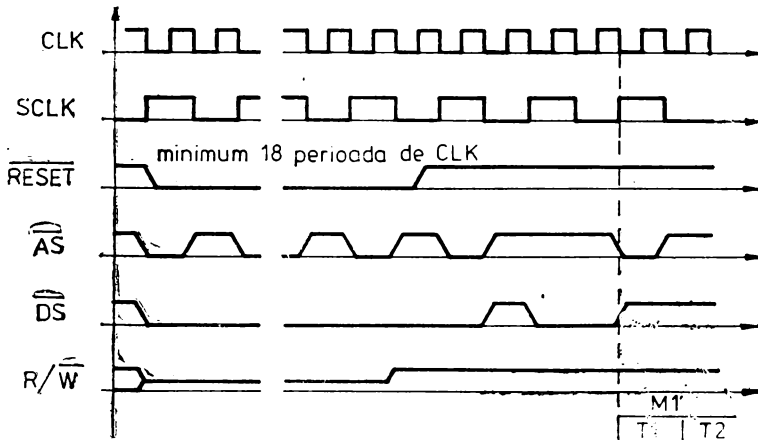 CLK
SCLK
minimum 18 perioada de CLK
RESET
AS
DS
R/W
M1
T2